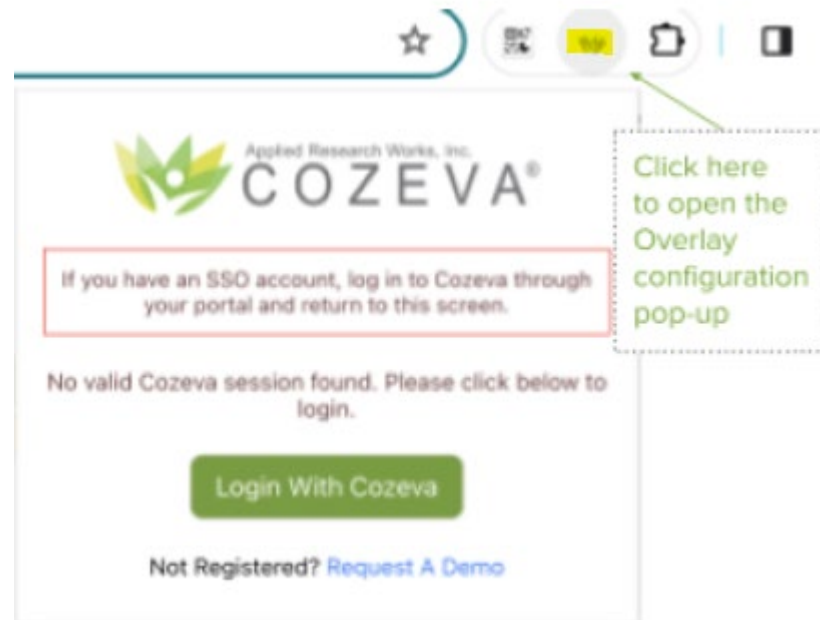 Applied Research Works, Inc.
COZEVA®
Click here
to open the
Overlay
configuration
pop-up
If you have an SSO account, log in to Cozeva through
your portal and return to this screen.
No valid Cozeva session found. Please click below to
login.
Login With Cozeva
Not Registered? Request A Demo